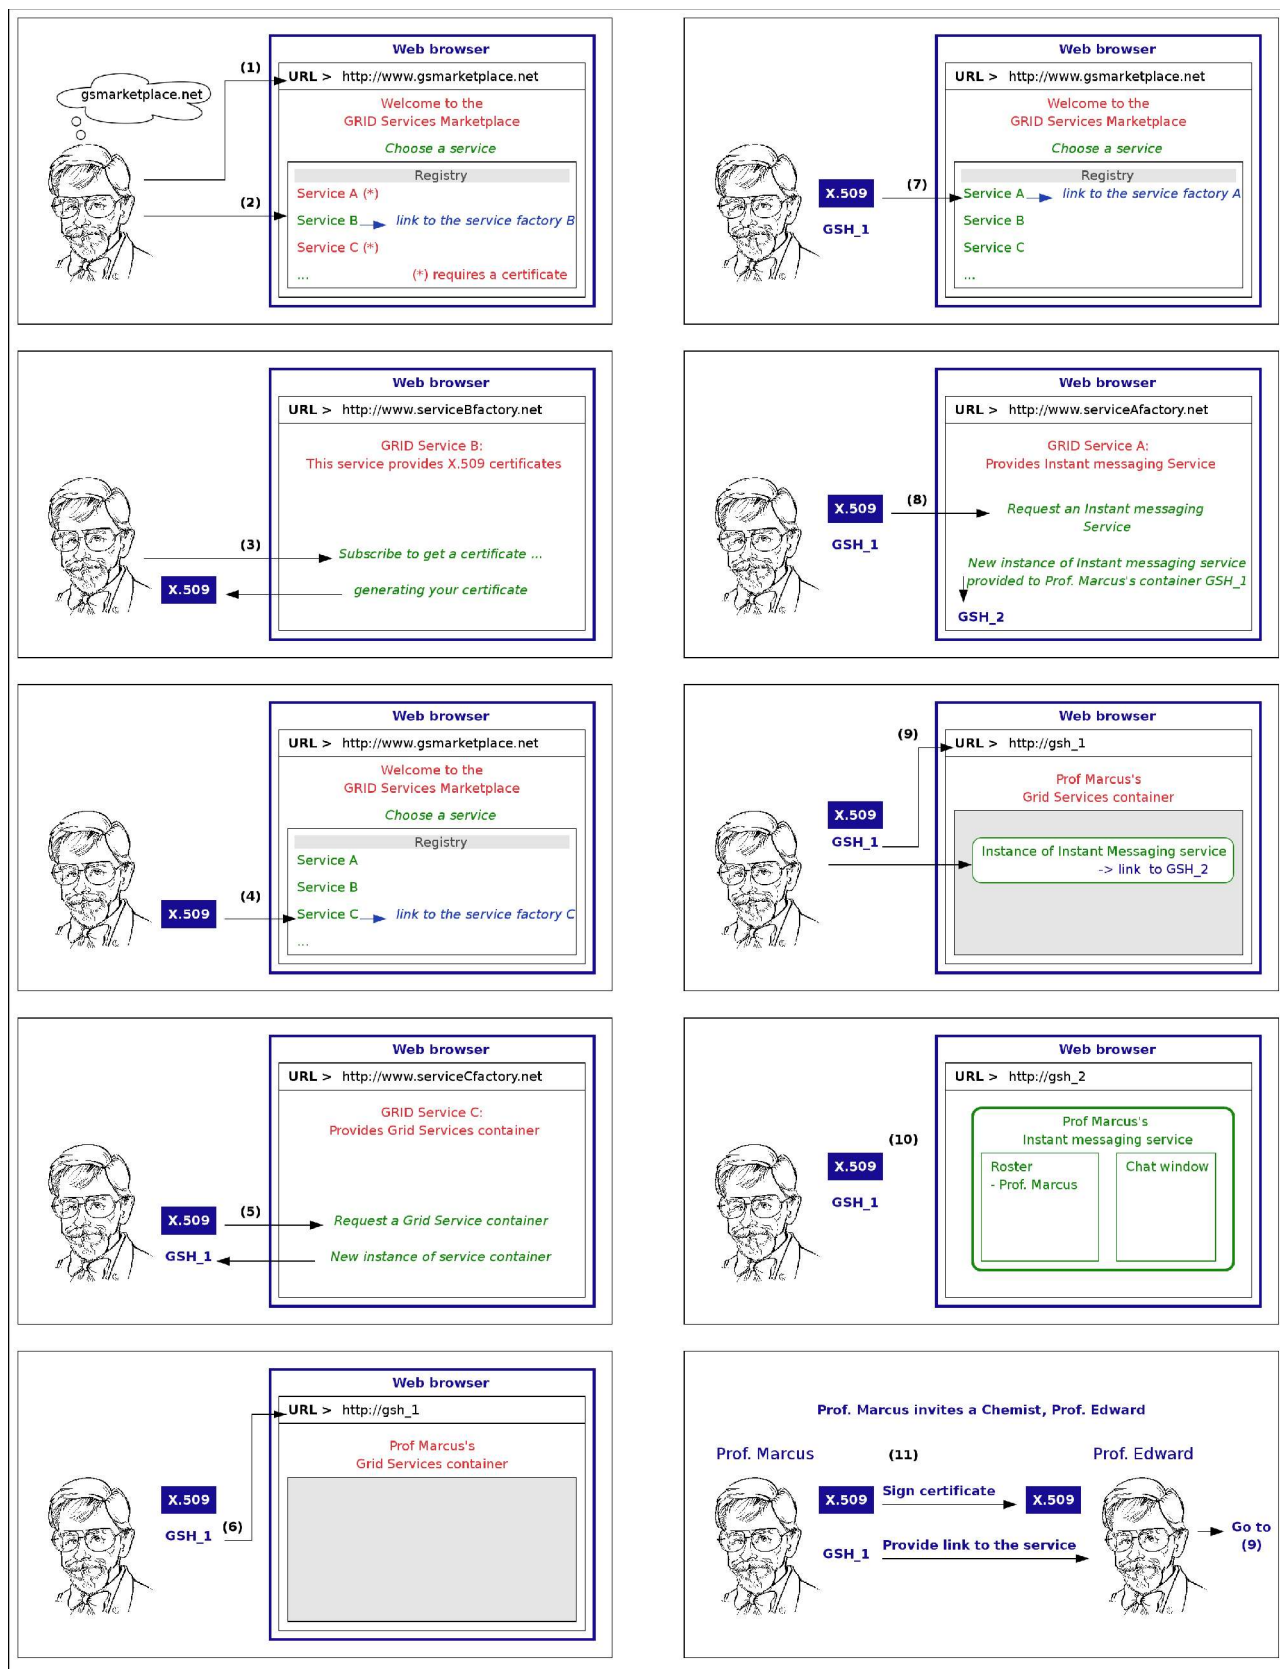 Web browser
(1)
URL > http://www.gsmarketplace.net
gsmarketplace.net
Welcome to the
GRID Services Marketplace
Choose a service
Registry
Service A (*)
(2)
Service B link to the service factory B
Service C (*)
... (*) requires a certificate
Web browser
URL > http://www.serviceBfactory.net
GRID Service B:
This service provides X.509 certificates
(3)
Subscribe to get a certificate ...
X.509
generating your certificate
Web browser
URL > http://www.gsmarketplace.net
Welcome to the
GRID Services Marketplace
Choose a service
Registry
Service A
Service B
X.509
(4)
Service C link to the service factory C
...
Web browser
URL > http://www.serviceCfactory.net
GRID Service C:
Provides Grid Services container
X.509
(5)
Request a Grid Service container
GSH_1
New instance of service container
Web browser
URL > http://gsh_1
Prof Marcus's
Grid Services container
X.509
GSH_1
(6)
Web browser
URL > http://www.gsmarketplace.net
Welcome to the
GRID Services Marketplace
Choose a service
Registry
X.509
(7)
Service A link to the service factory A
GSH_1
Service B
Service C
...
Web browser
URL > http://www.serviceAfactory.net
GRID Service A:
Provides Instant messaging Service
X.509
(8)
Request an Instant messaging
Service
GSH_1
New instance of Instant messaging service
provided to Prof. Marcus's container GSH_1
GSH_2
Web browser
(9)
URL > http://gsh_1
Prof Marcus's
Grid Services container
X.509
GSH_1
Instance of Instant Messaging service
-> link to GSH_2
Web browser
URL > http://gsh_2
Prof Marcus's
Instant messaging service
(10)
X.509
GSH_1
Roster
- Prof. Marcus
Chat window
Prof. Marcus invites a Chemist, Prof. Edward
Prof. Marcus
(11)
Prof. Edward
X.509
Sign certificate
X.509
GSH_1
Provide link to the service
Go to
(9)